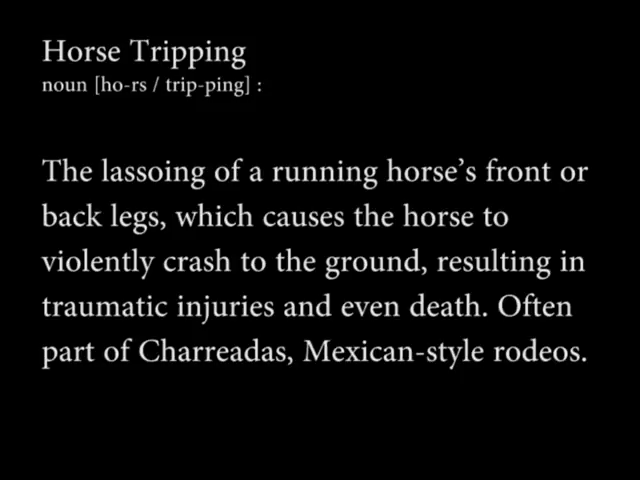 Horse Tripping
noun [ho-rs / trip-ping] :
The lassoing of a running horse’s front or
back legs, which causes the horse to
violently crash to the ground, resulting in
traumatic injuries and even death. Often
part of Charreadas, Mexican-style rodeos.